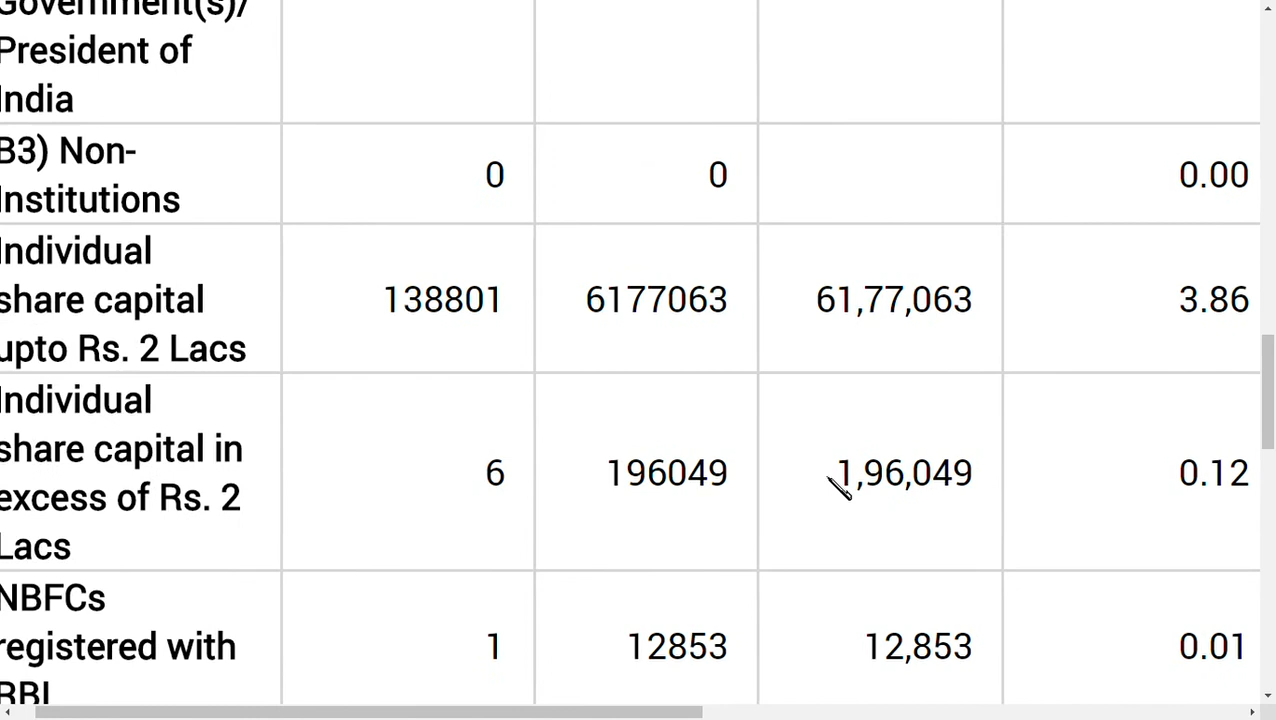 Government(s)/
President of
India
B3) Non-
Institutions
0 0 0.00
Individual
share capital
upto Rs. 2 Lacs
138801 6177063 61,77,063 3.86
Individual
share capital in
excess of Rs. 2
Lacs
6 196049 1,96,049 0.12
NBFCs
registered with
RBI
1 12853 12,853 0.01